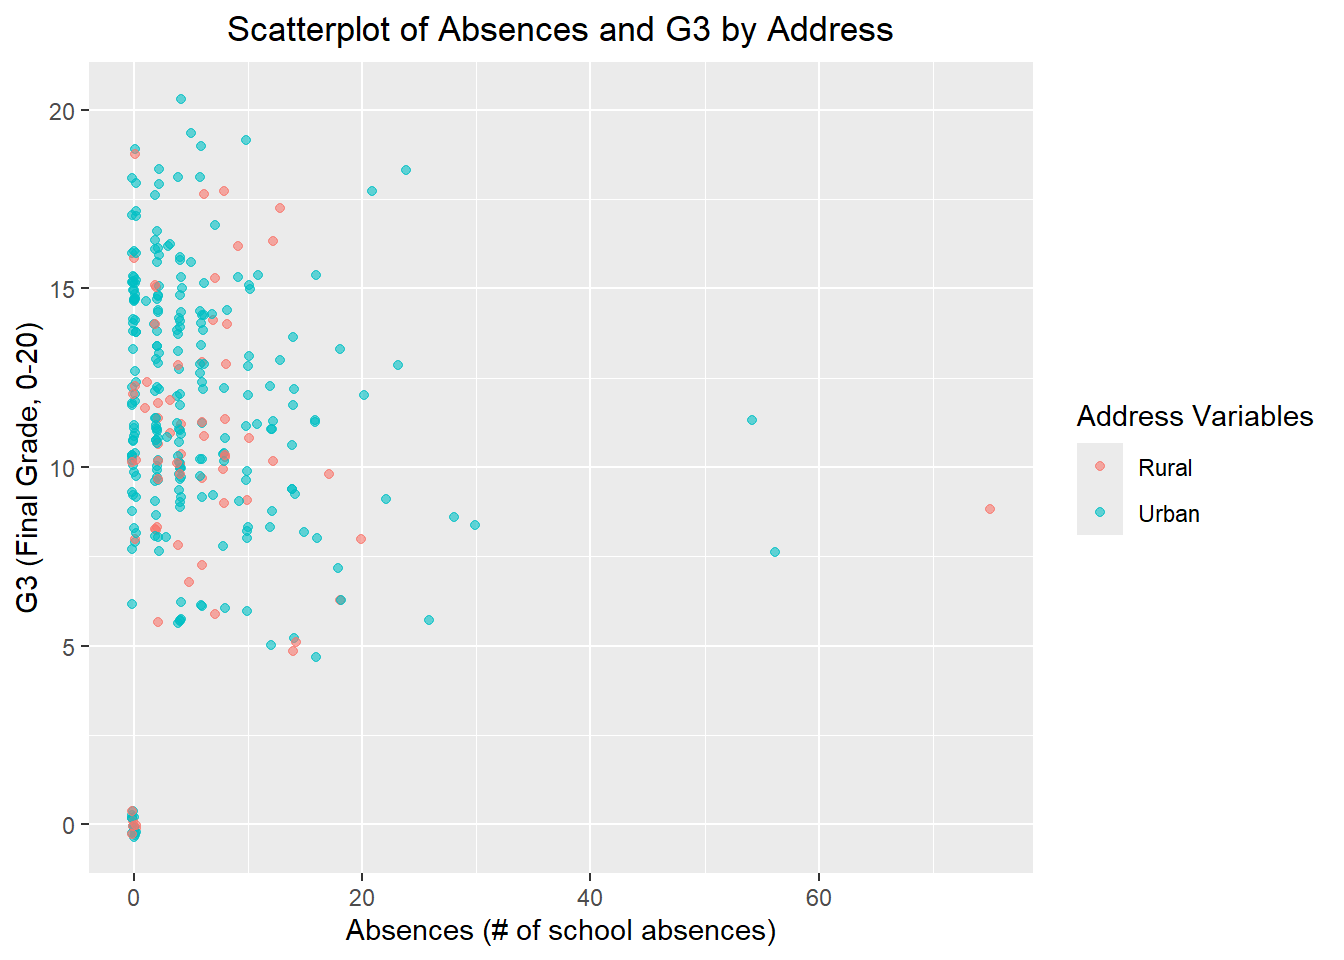 Scatterplot of Absences and G3 by Address
G3 (Final Grade, 0-20)
20
15
10
5
0
0
20
40
60
Absences (# of school absences)
Address Variables
Rural
Urban